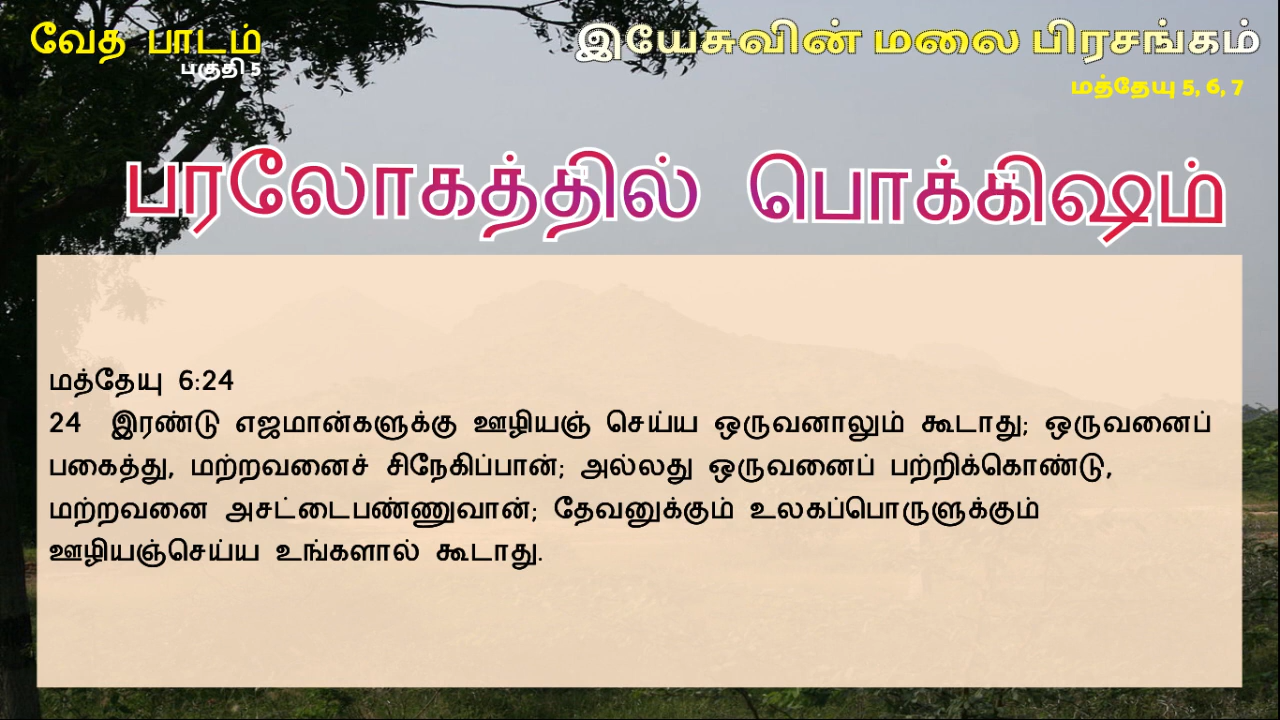 வேத பாடம்
பகுதி 5
இயேசுவின் மலை பிரசங்கம்
மத்தேயு 5, 6, 7
பரலோகத்தில் பொக்கிஷம்
மத்தேயு 6:24
24 இரண்டு எஜமான்களுக்கு ஊழியஞ் செய்ய ஒருவனாலும் கூடாது; ஒருவனைப்
பகைத்து, மற்றவனைச் சிநேகிப்பான்; அல்லது ஒருவனைப் பற்றிக்கொண்டு,
மற்றவனை அசட்டைபண்ணுவான்; தேவனுக்கும் உலகப்பொருளுக்கும்
ஊழியஞ்செய்ய உங்களால் கூடாது.